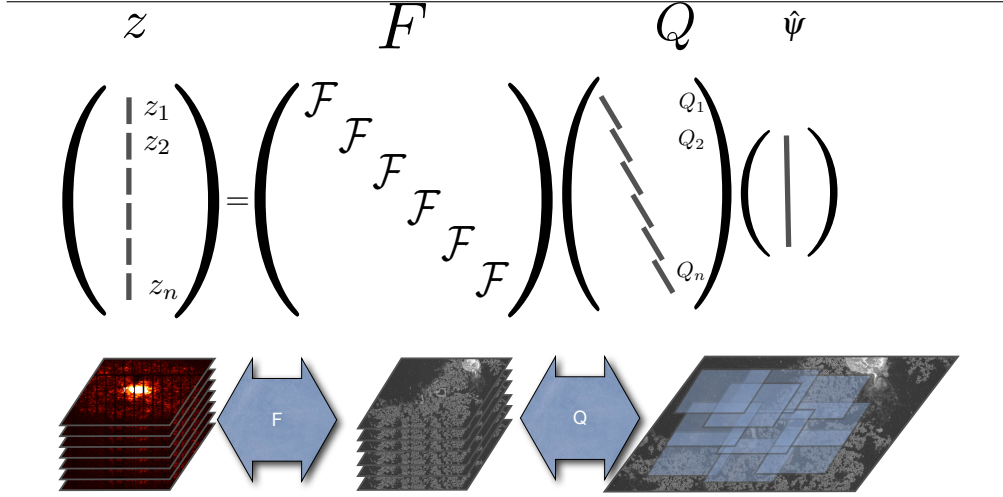 z F Q ψ̂
z₁ ℱ Q₁
z₂ ℱ Q₂
ℱ
= ℱ
ℱ
zₙ ℱ Qₙ
F Q